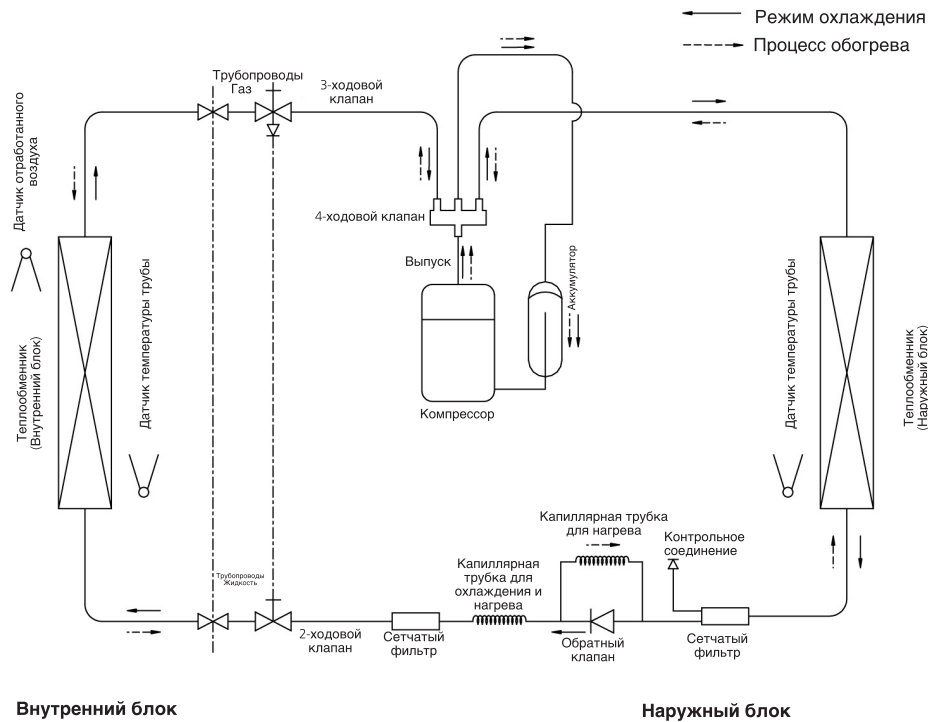 Режим охлаждения
Процесс обогрева
Трубопроводы
Газ
3-ходовой
клапан
Датчик отработанного
воздуха
4-ходовой клапан
Выпуск
Аккумулятор
Компрессор
Теплообменник
(Внутренний блок)
Датчик температуры трубы
Датчик температуры трубы
Теплообменник
(Наружный блок)
Капиллярная трубка
для нагрева
Контрольное
соединение
Капиллярная
трубка для
охлаждения и
нагрева
Трубопроводы
Жидкость
2-ходовой
клапан
Сетчатый
фильтр
Обратный
клапан
Сетчатый
фильтр
Внутренний блок
Наружный блок